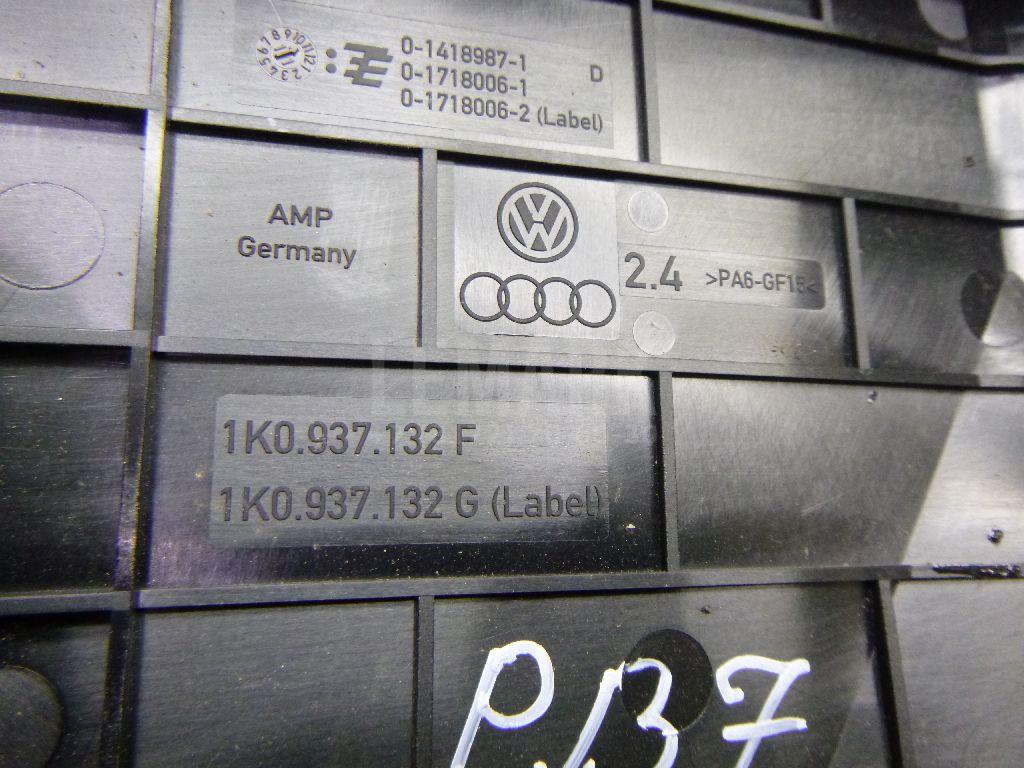 0-1418987-1 D
0-1718006-1
0-1718006-2 (Label)
AMP
Germany
2.4 >PA6-GF15<
1K0.937.132 F
1K0.937.132 G (Label)